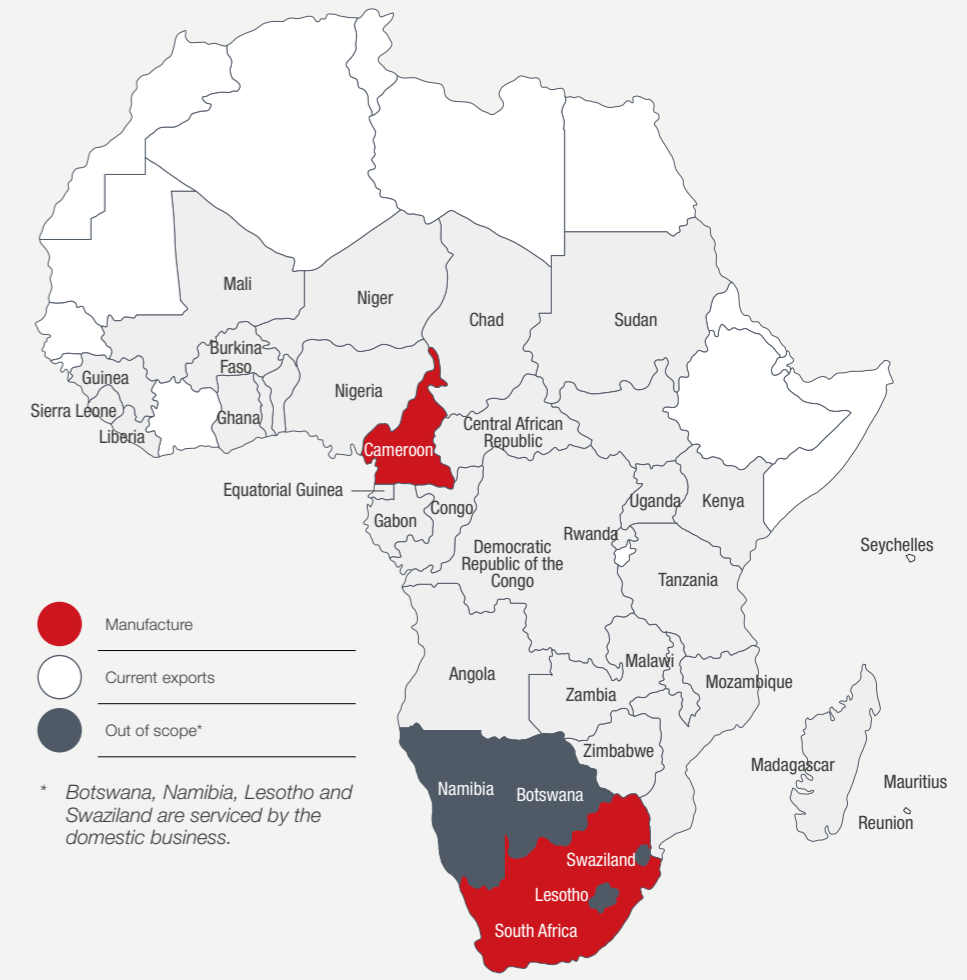 Mali
Niger
Chad
Sudan
Burkina
Faso
Guinea
Nigeria
Sierra Leone
Ghana
Liberia
Central African
Republic
Cameroon
Equatorial Guinea
Congo
Gabon
Uganda
Kenya
Rwanda
Democratic
Republic of the
Congo
Seychelles
Tanzania
Manufacture
Current exports
Out of scope*
* Botswana, Namibia, Lesotho and
Swaziland are serviced by the
domestic business.
Angola
Malawi
Zambia
Mozambique
Zimbabwe
Madagascar
Mauritius
Reunion
Namibia
Botswana
Swaziland
Lesotho
South Africa